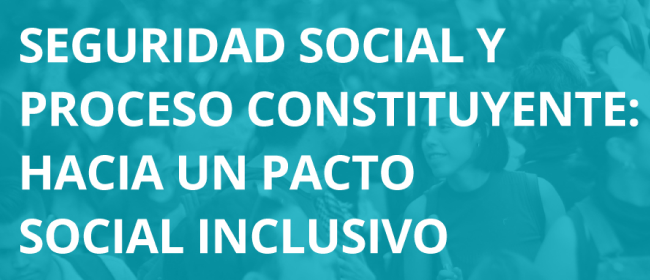 SEGURIDAD SOCIAL Y
PROCESO CONSTITUYENTE:
HACIA UN PACTO
SOCIAL INCLUSIVO